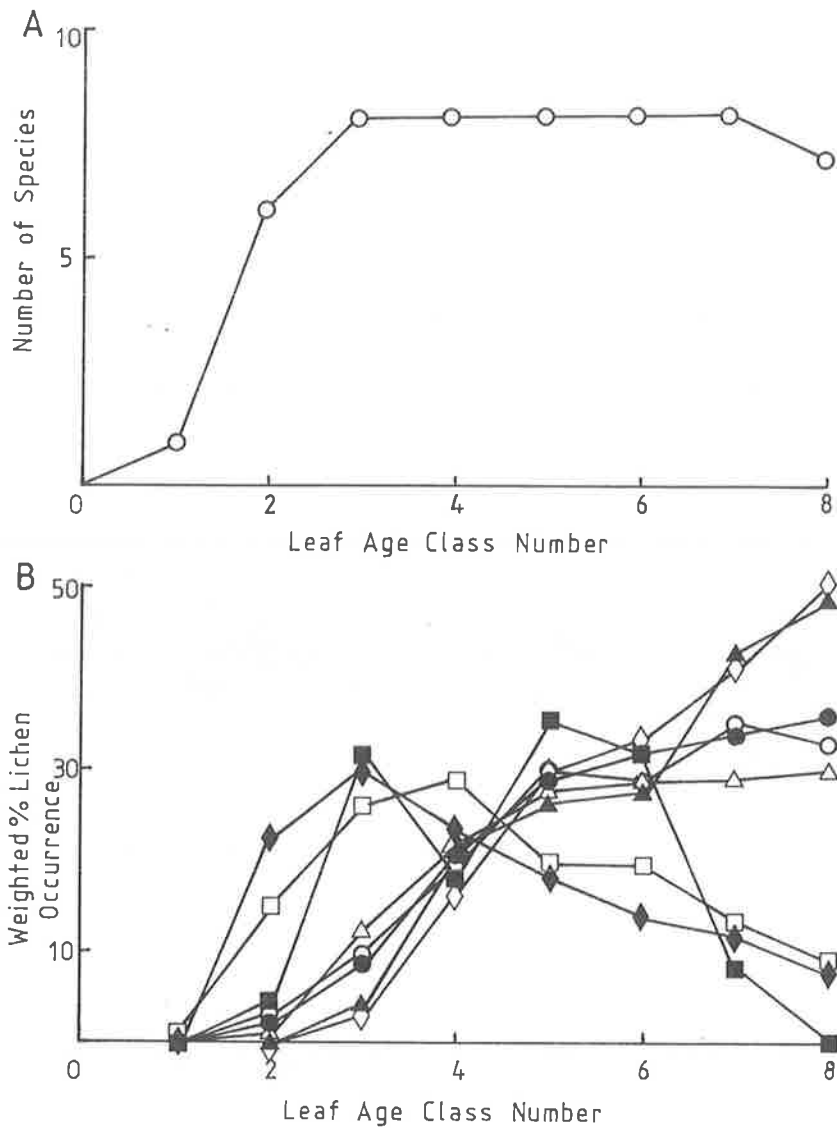 A
10
Number of Species
5
0 2 4 6 8
Leaf Age Class Number
B
50
Weighted % Lichen
Occurrence
30
10
0 2 4 6 8
Leaf Age Class Number